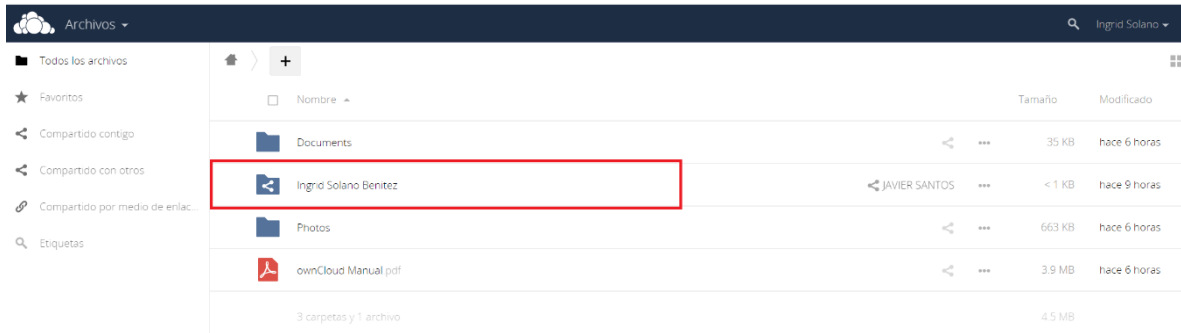 Archivos
Ingrid Solano
Todos los archivos
Favoritos
Compartido contigo
Compartido con otros
Compartido por medio de enlac...
Etiquetas
+
Nombre Tamaño Modificado
Documents 35 KB hace 6 horas
Ingrid Solano Benitez JAVIER SANTOS < 1 KB hace 9 horas
Photos 663 KB hace 6 horas
ownCloud Manual.pdf 3.9 MB hace 6 horas
3 carpetas y 1 archivo 4.5 MB